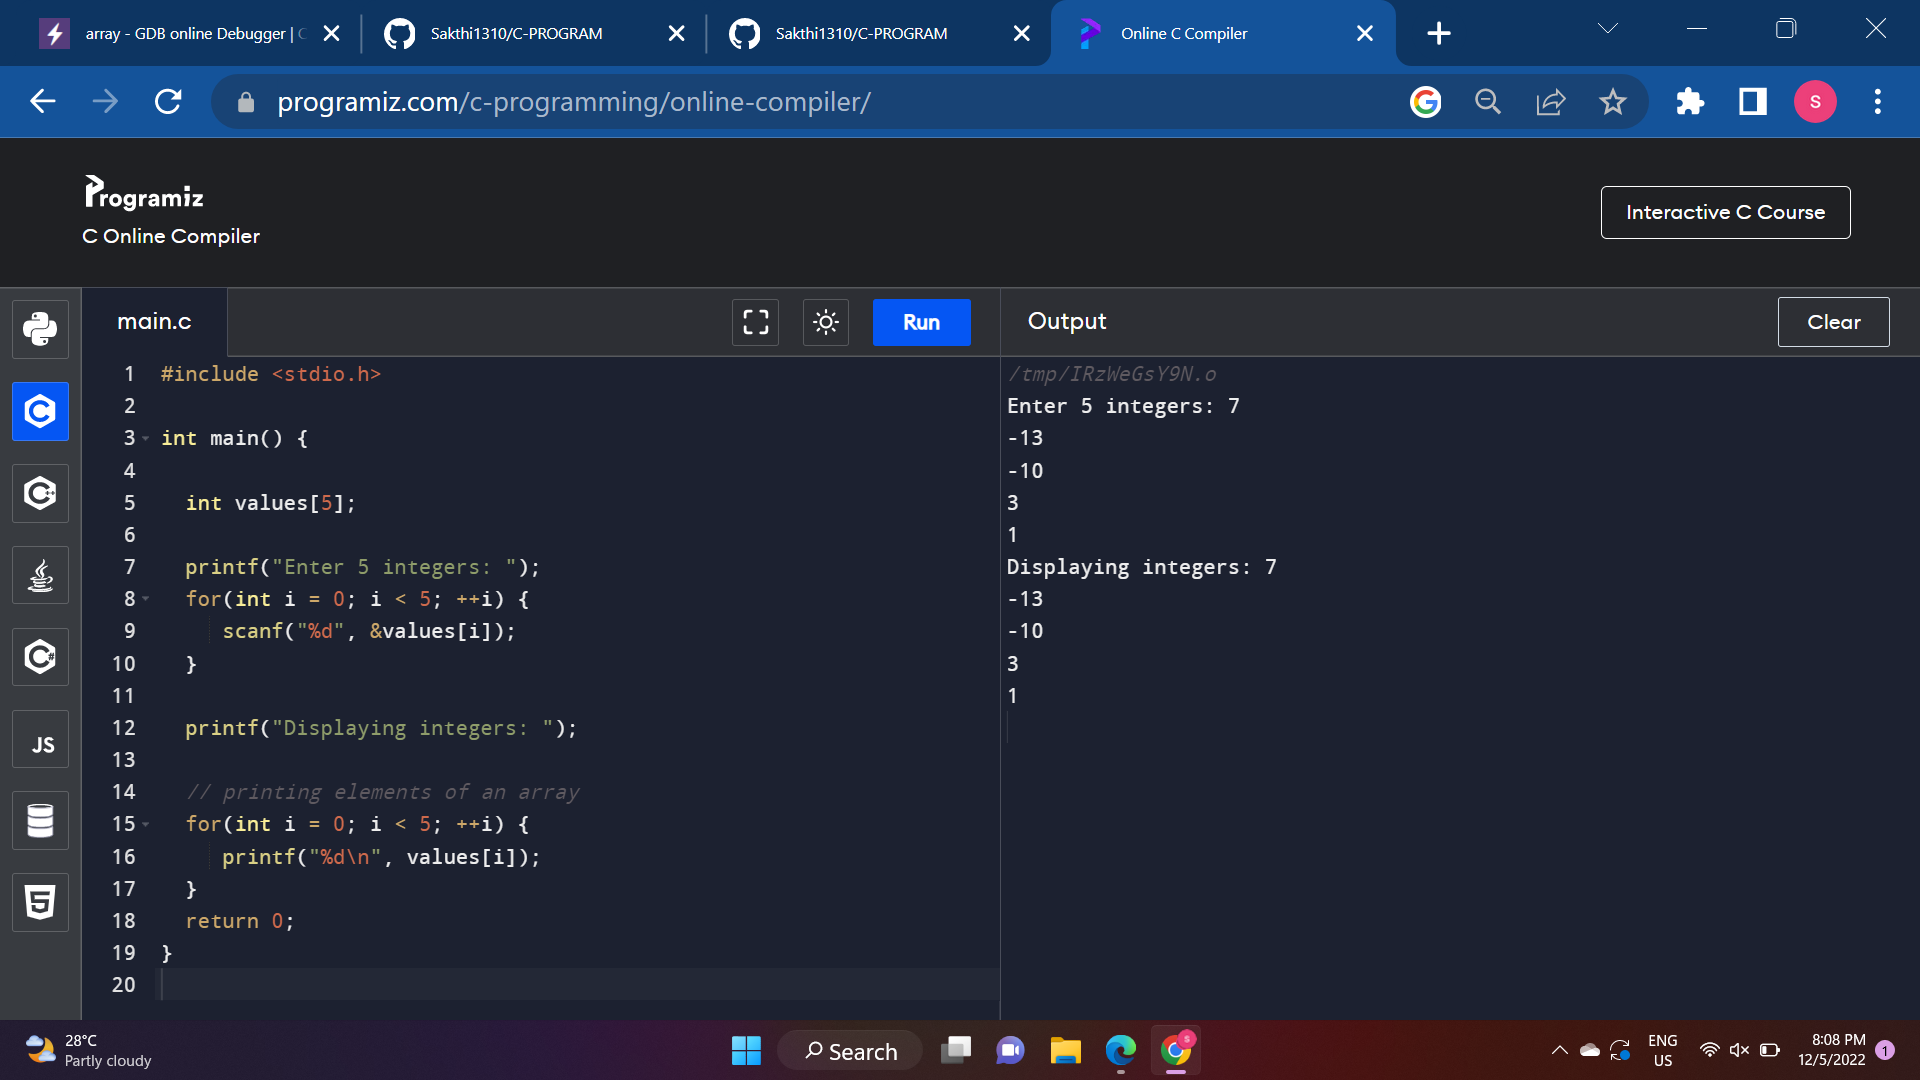 array - GDB online Debugger |
Sakthi1310/C-PROGRAM
Sakthi1310/C-PROGRAM
Online C Compiler
programiz.com/c-programming/online-compiler/
S
Programiz
C Online Compiler
Interactive C Course
main.c
Run
Output
Clear
1 #include <stdio.h>
2
3 int main() {
4
5 int values[5];
6
7 printf("Enter 5 integers: ");
8 for(int i = 0; i < 5; ++i) {
9 scanf("%d", &values[i]);
10 }
11
12 printf("Displaying integers: ");
13
14 // printing elements of an array
15 for(int i = 0; i < 5; ++i) {
16 printf("%d\n", values[i]);
17 }
18 return 0;
19 }
20
/tmp/IRzWeGsY9N.o
Enter 5 integers: 7
-13
-10
3
1
Displaying integers: 7
-13
-10
3
1
C
C++
C#
JS
5
28°C
Partly cloudy
Search
S
ENG
US
8:08 PM
12/5/2022
1